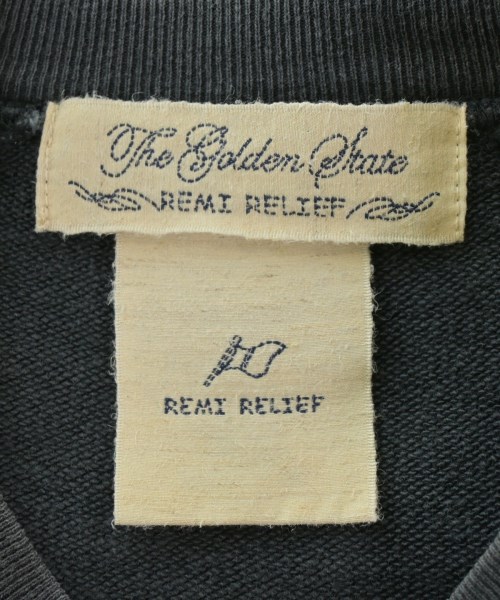 The Golden State
REMI RELIEF
REMI RELIEF